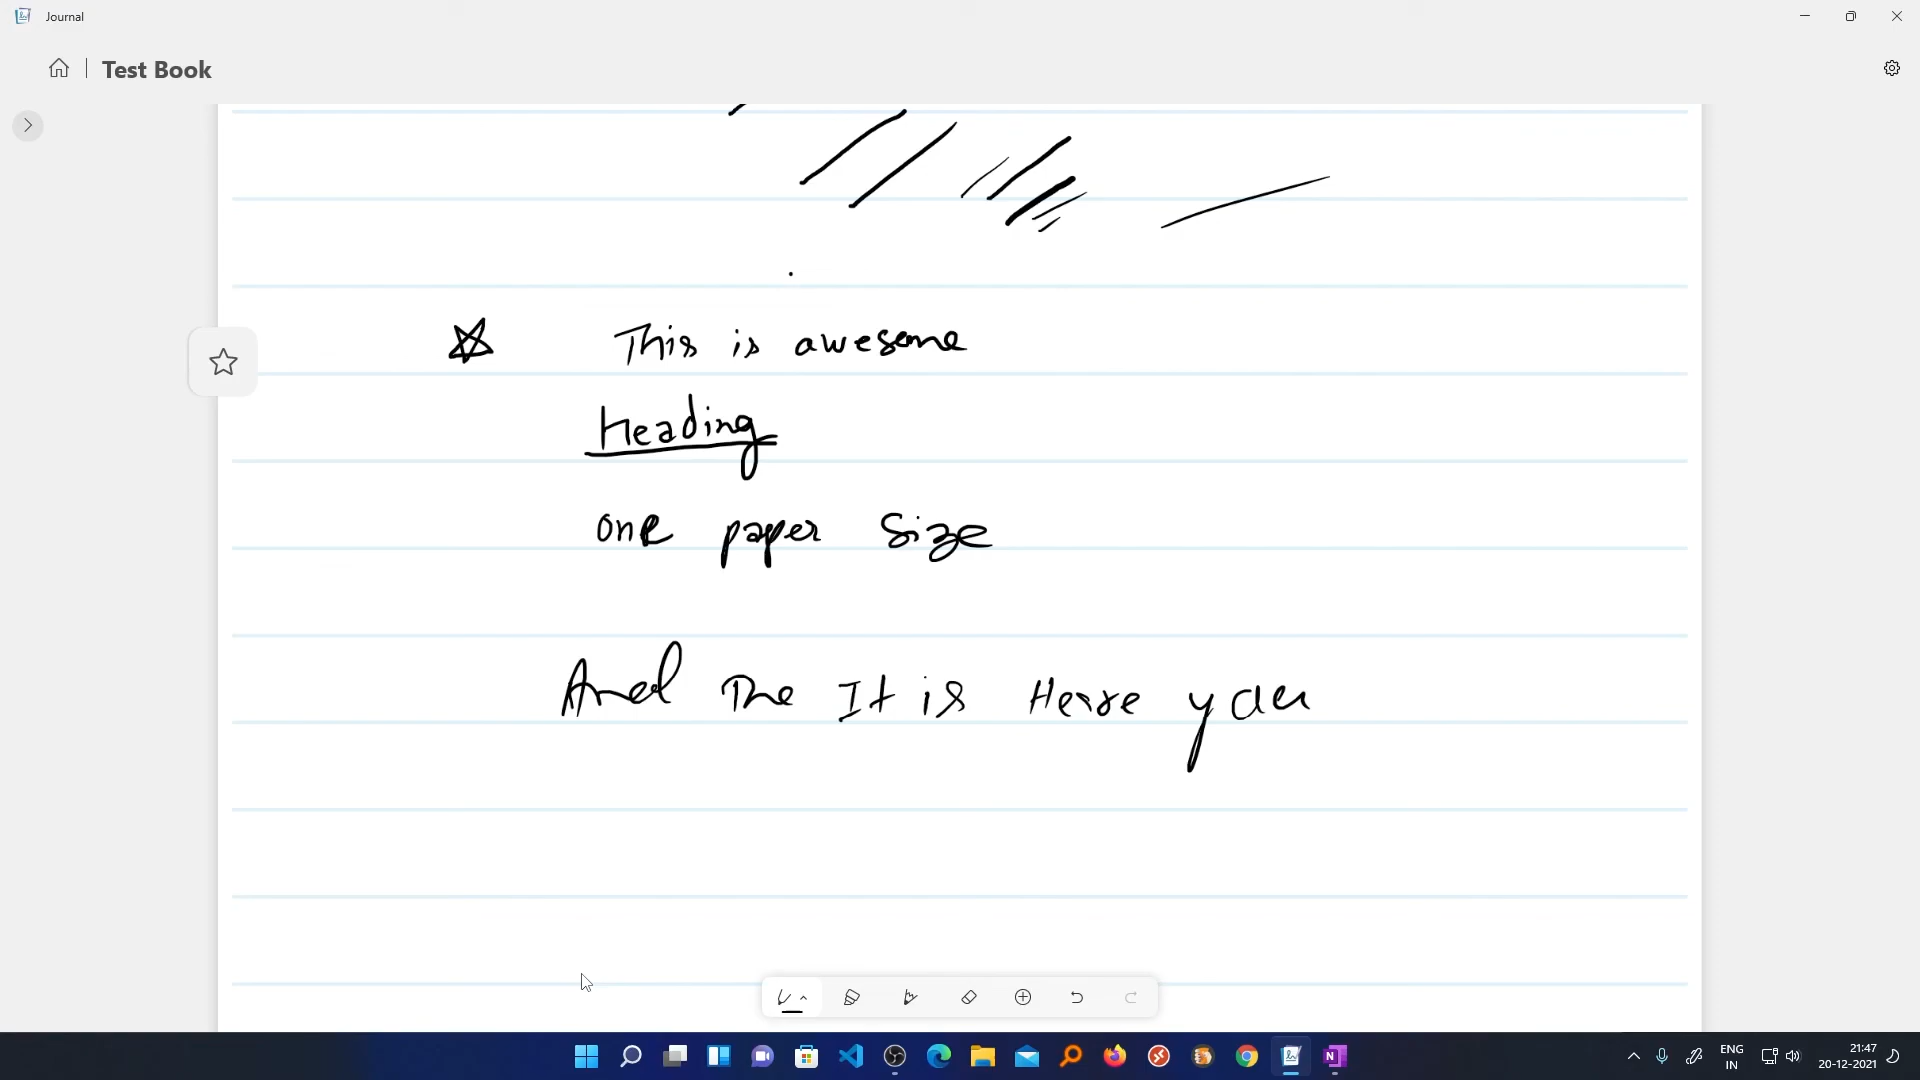 Journal
Test Book
This is awesome
Heading
one paper size
And The It is Here you
ENG
IN
21:47
20-12-2021